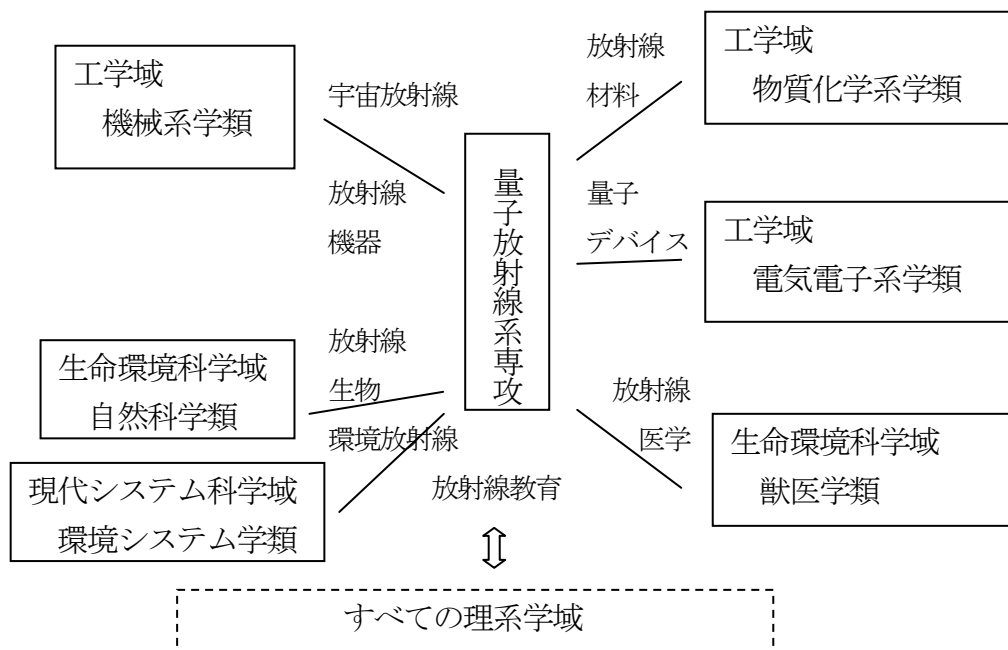 工学域
機械系学類
宇宙放射線
放射線
機器
放射線
材料
工学域
物質化学系学類
量子放射線系専攻
量子
デバイス
工学域
電気電子系学類
生命環境科学域
自然科学類
放射線
生物
環境放射線
現代システム科学域
環境システム学類
放射線
医学
生命環境科学域
獣医学類
放射線教育
すべての理系学域